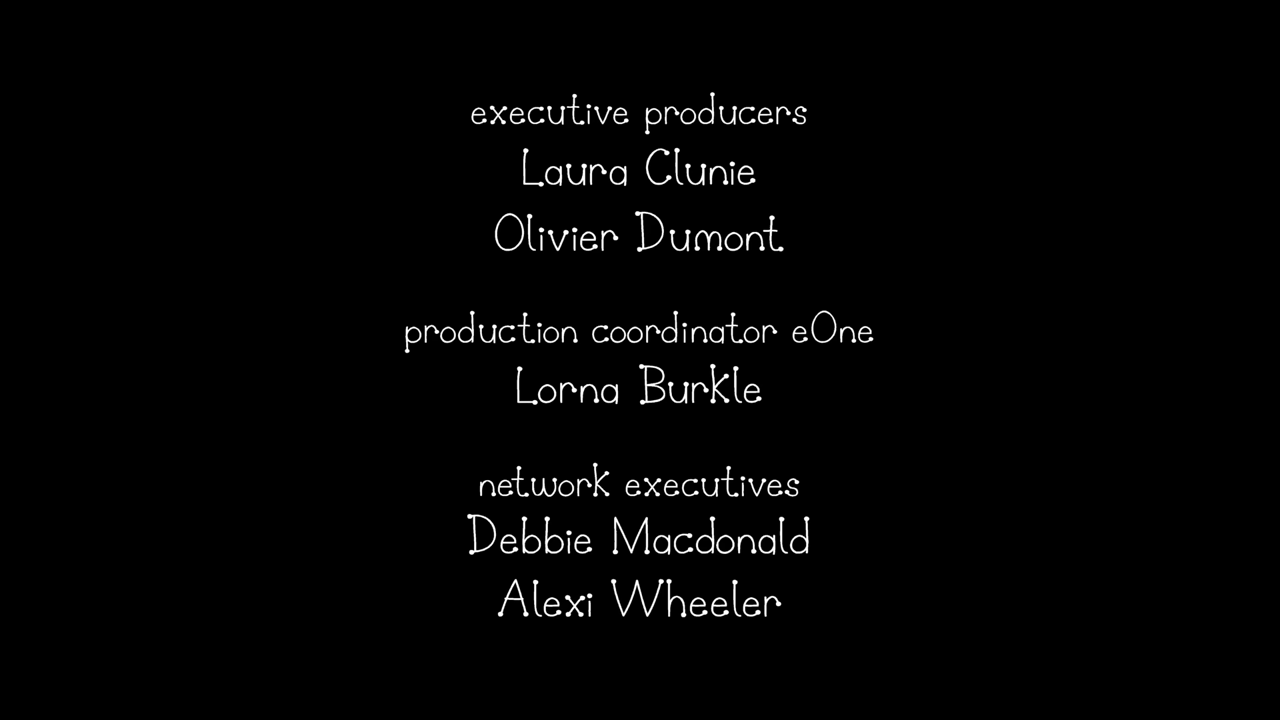 executive producers
Laura Clunie
Olivier Dumont
production coordinator eOne
Lorna Burkle
network executives
Debbie Macdonald
Alexi Wheeler